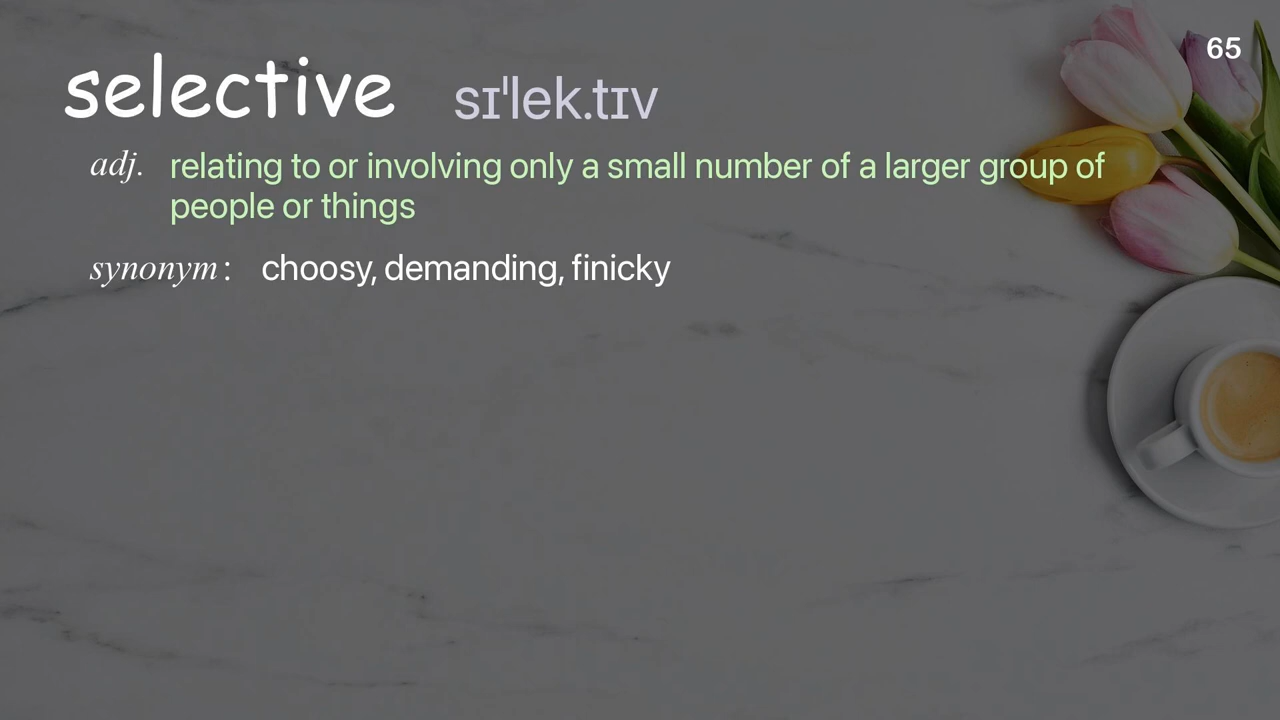 65
selective sɪˈlek.tɪv
adj. relating to or involving only a small number of a larger group of
people or things
synonym: choosy, demanding, finicky